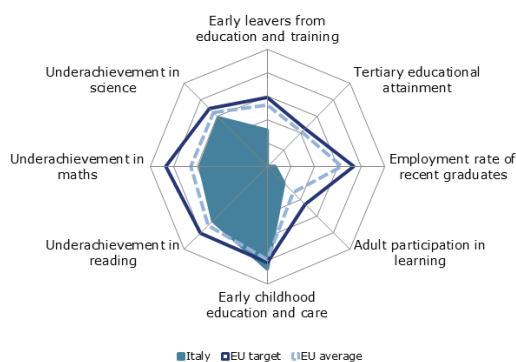 Early leavers from
education and training
Tertiary educational
attainment
Employment rate of
recent graduates
Adult participation in
learning
Early childhood
education and care
Underachievement in
reading
Underachievement in
maths
Underachievement in
science
Italy EU target EU average